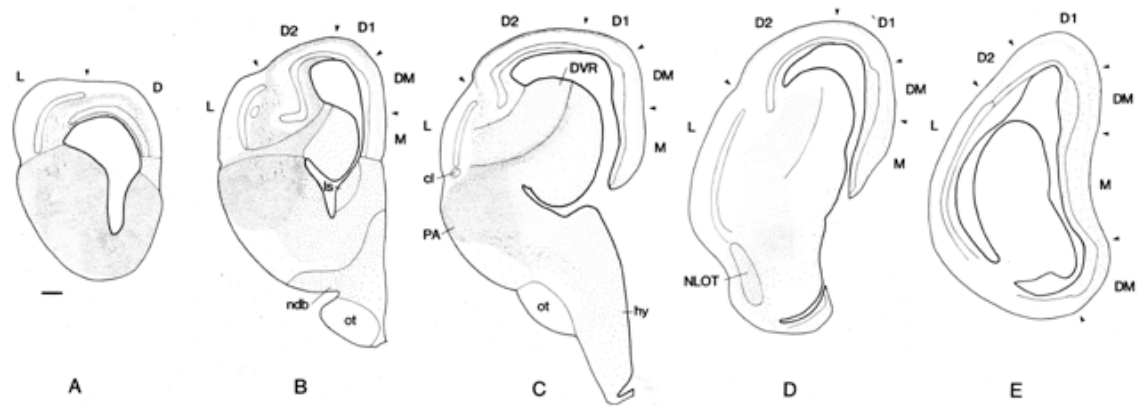 L
D
A
D2
D1
L
DM
M
ls
ndb
ot
B
D2
D1
DVR
DM
L
M
cl
PA
ot
hy
C
D2
D1
DM
L
M
NLOT
D
D1
D2
L
DM
M
DM
E